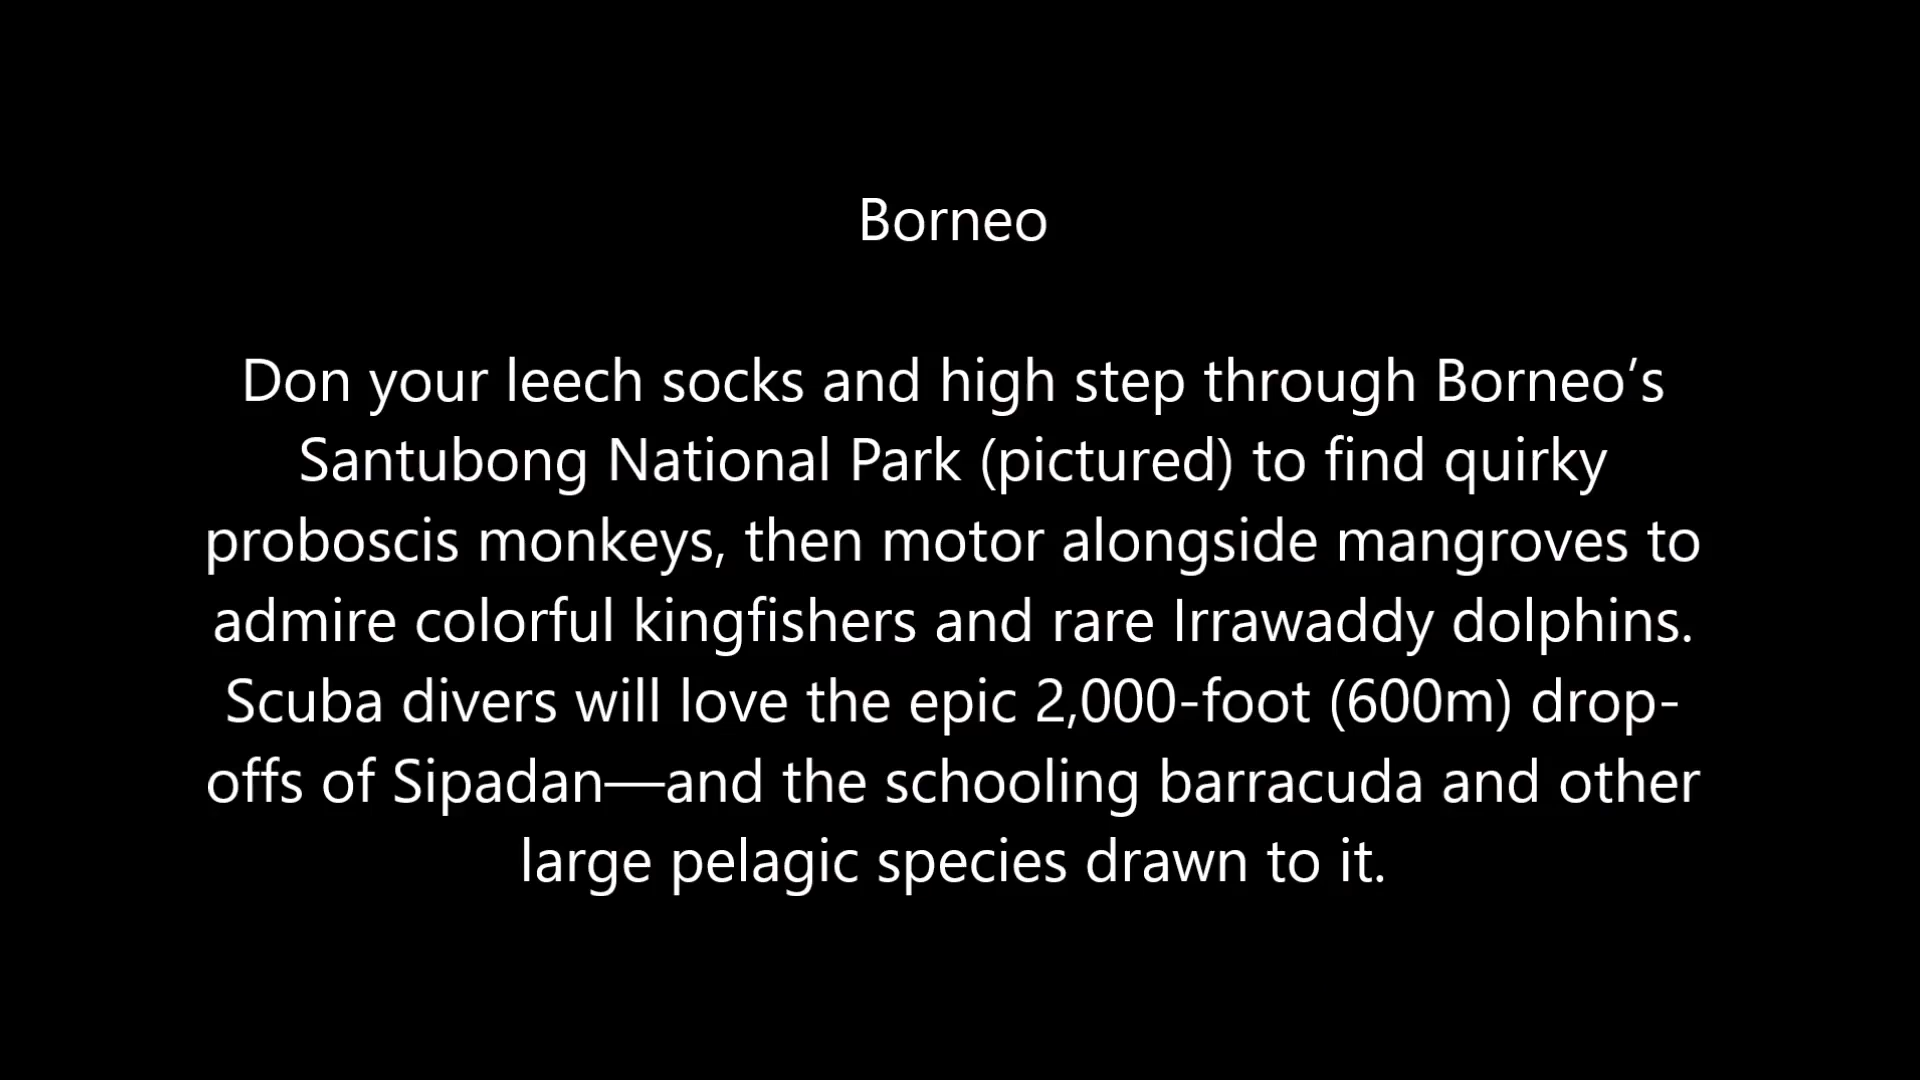 Borneo
Don your leech socks and high step through Borneo’s
Santubong National Park (pictured) to find quirky
proboscis monkeys, then motor alongside mangroves to
admire colorful kingfishers and rare Irrawaddy dolphins.
Scuba divers will love the epic 2,000-foot (600m) drop-
offs of Sipadan—and the schooling barracuda and other
large pelagic species drawn to it.